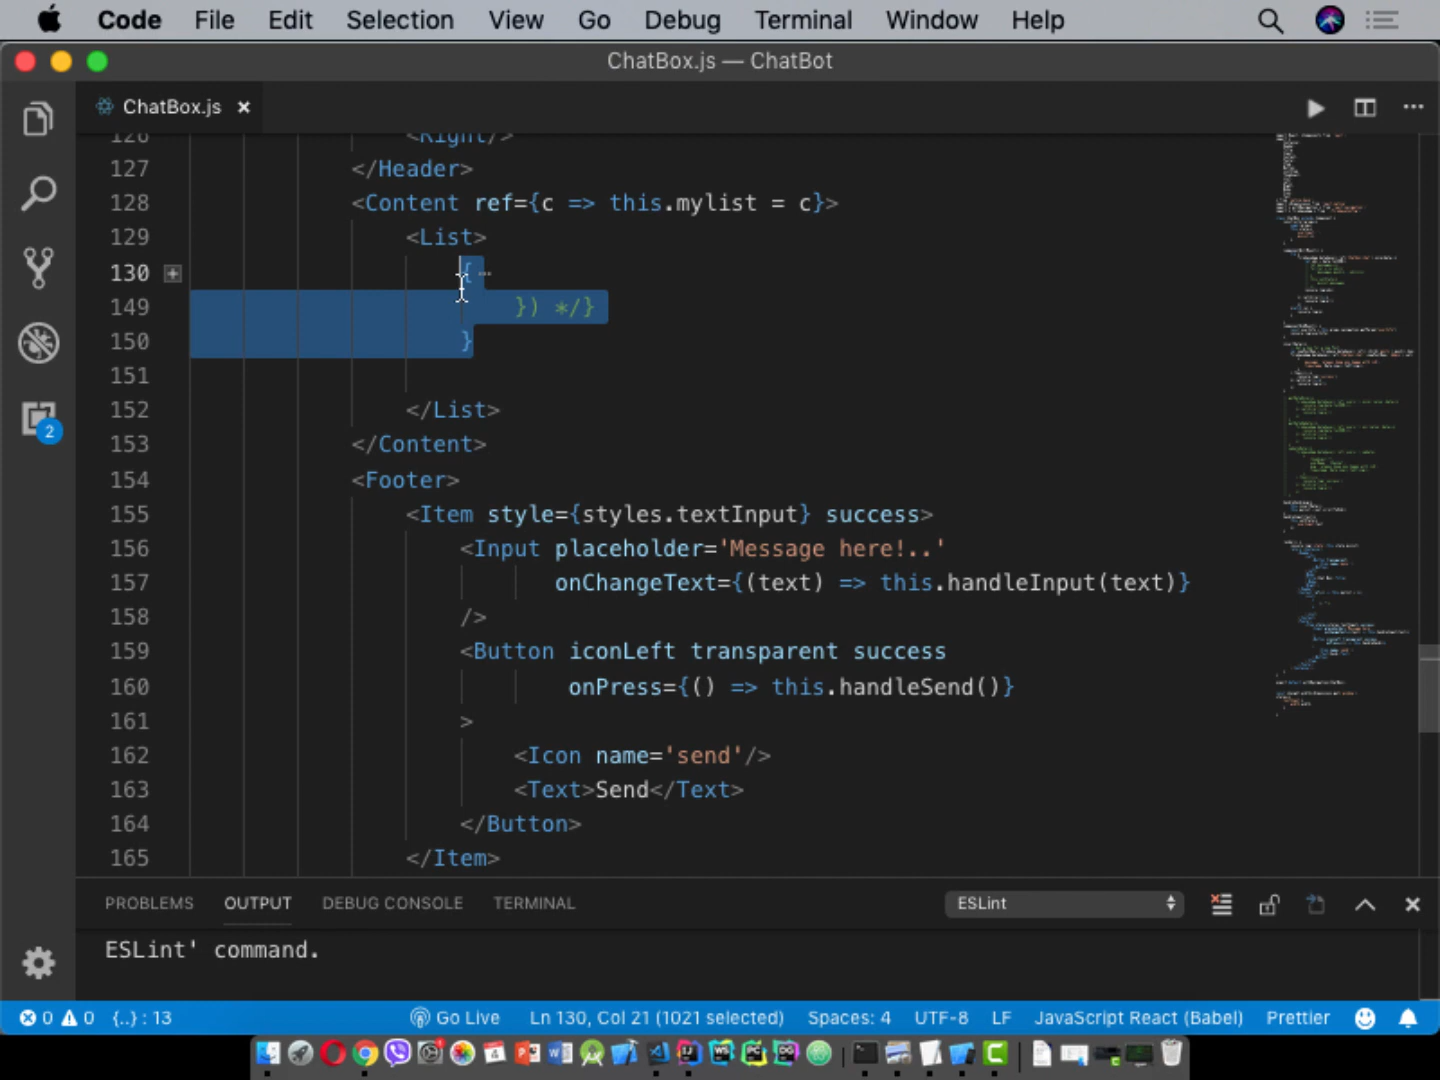 Code File Edit Selection View Go Debug Terminal Window Help
ChatBox.js — ChatBot
ChatBox.js
126 <Right/>
127 </Header>
128 <Content ref={c => this.mylist = c}>
129 <List>
130 { ⋯
149 }) */}
150 }
151
152 </List>
153 </Content>
154 <Footer>
155 <Item style={styles.textInput} success>
156 <Input placeholder='Message here!..'
157 onChangeText={(text) => this.handleInput(text)}
158 />
159 <Button iconLeft transparent success
160 onPress={() => this.handleSend()}
161 >
162 <Icon name='send'/>
163 <Text>Send</Text>
164 </Button>
165 </Item>
2
PROBLEMS OUTPUT DEBUG CONSOLE TERMINAL ESLint
ESLint' command.
0 0 {..} : 13 Go Live Ln 130, Col 21 (1021 selected) Spaces: 4 UTF-8 LF JavaScript React (Babel) Prettier